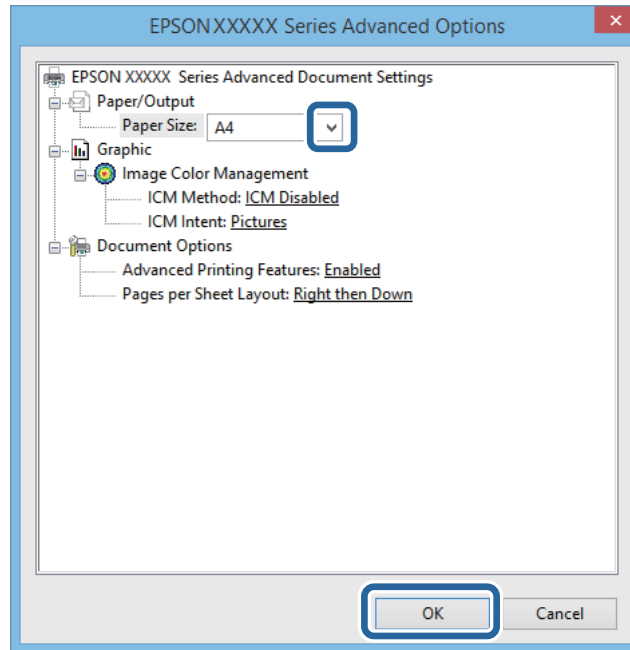 EPSON XXXXX Series Advanced Options
EPSON XXXXX Series Advanced Document Settings
Paper/Output
Paper Size: A4
Graphic
Image Color Management
ICM Method: ICM Disabled
ICM Intent: Pictures
Document Options
Advanced Printing Features: Enabled
Pages per Sheet Layout: Right then Down
OK Cancel